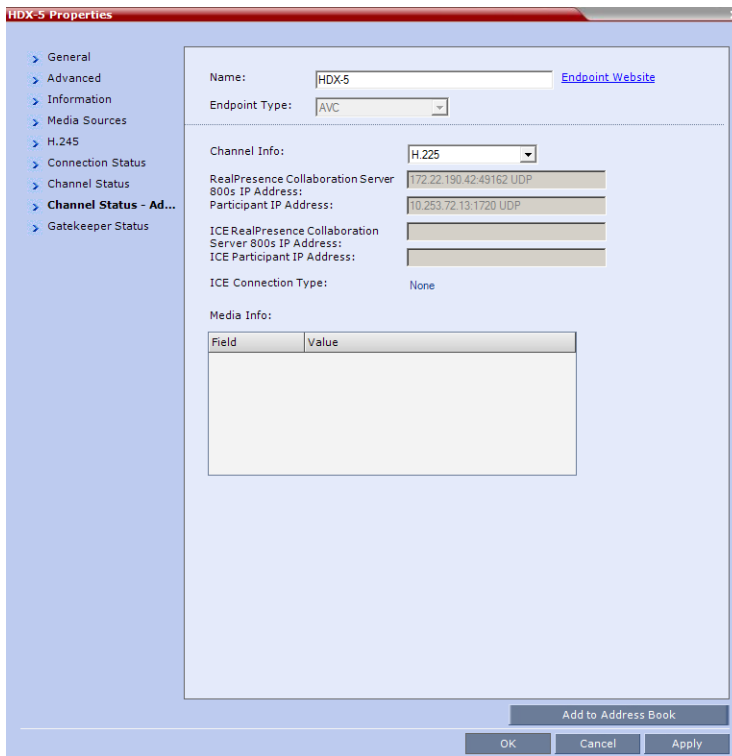 HDX-5 Properties
General
Advanced
Information
Media Sources
H.245
Connection Status
Channel Status
Channel Status - Ad...
Gatekeeper Status
Name:
HDX-5
Endpoint Website
Endpoint Type:
AVC
Channel Info:
H.225
RealPresence Collaboration Server
800s IP Address:
172.22.190.42:49162 UDP
Participant IP Address:
10.253.72.13:1720 UDP
ICE RealPresence Collaboration
Server 800s IP Address:
ICE Participant IP Address:
ICE Connection Type:
None
Media Info:
Field Value
Add to Address Book
OK Cancel Apply